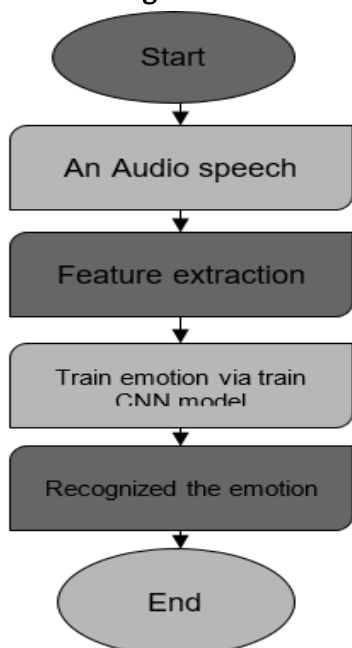 Start
An Audio speech
Feature extraction
Train emotion via train
CNN model
Recognized the emotion
End